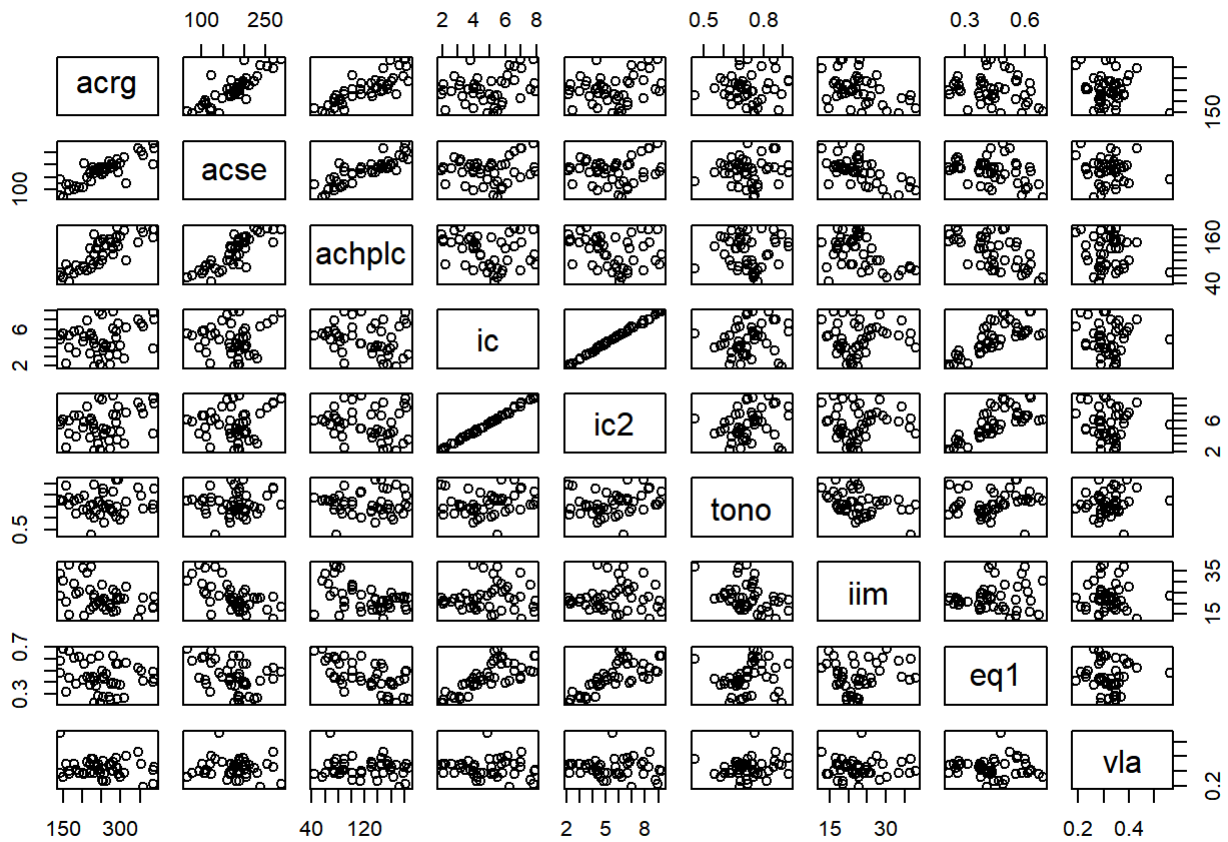 100 250 2 4 6 8 0.5 0.8 0.3 0.6
acrg 150
100 acse
achplc 40 160
2 6 ic
ic2 2 6
0.5 tono
iim 15 35
0.3 0.7 eq1
vla 0.2
150 300 40 120 2 5 8 15 30 0.2 0.4